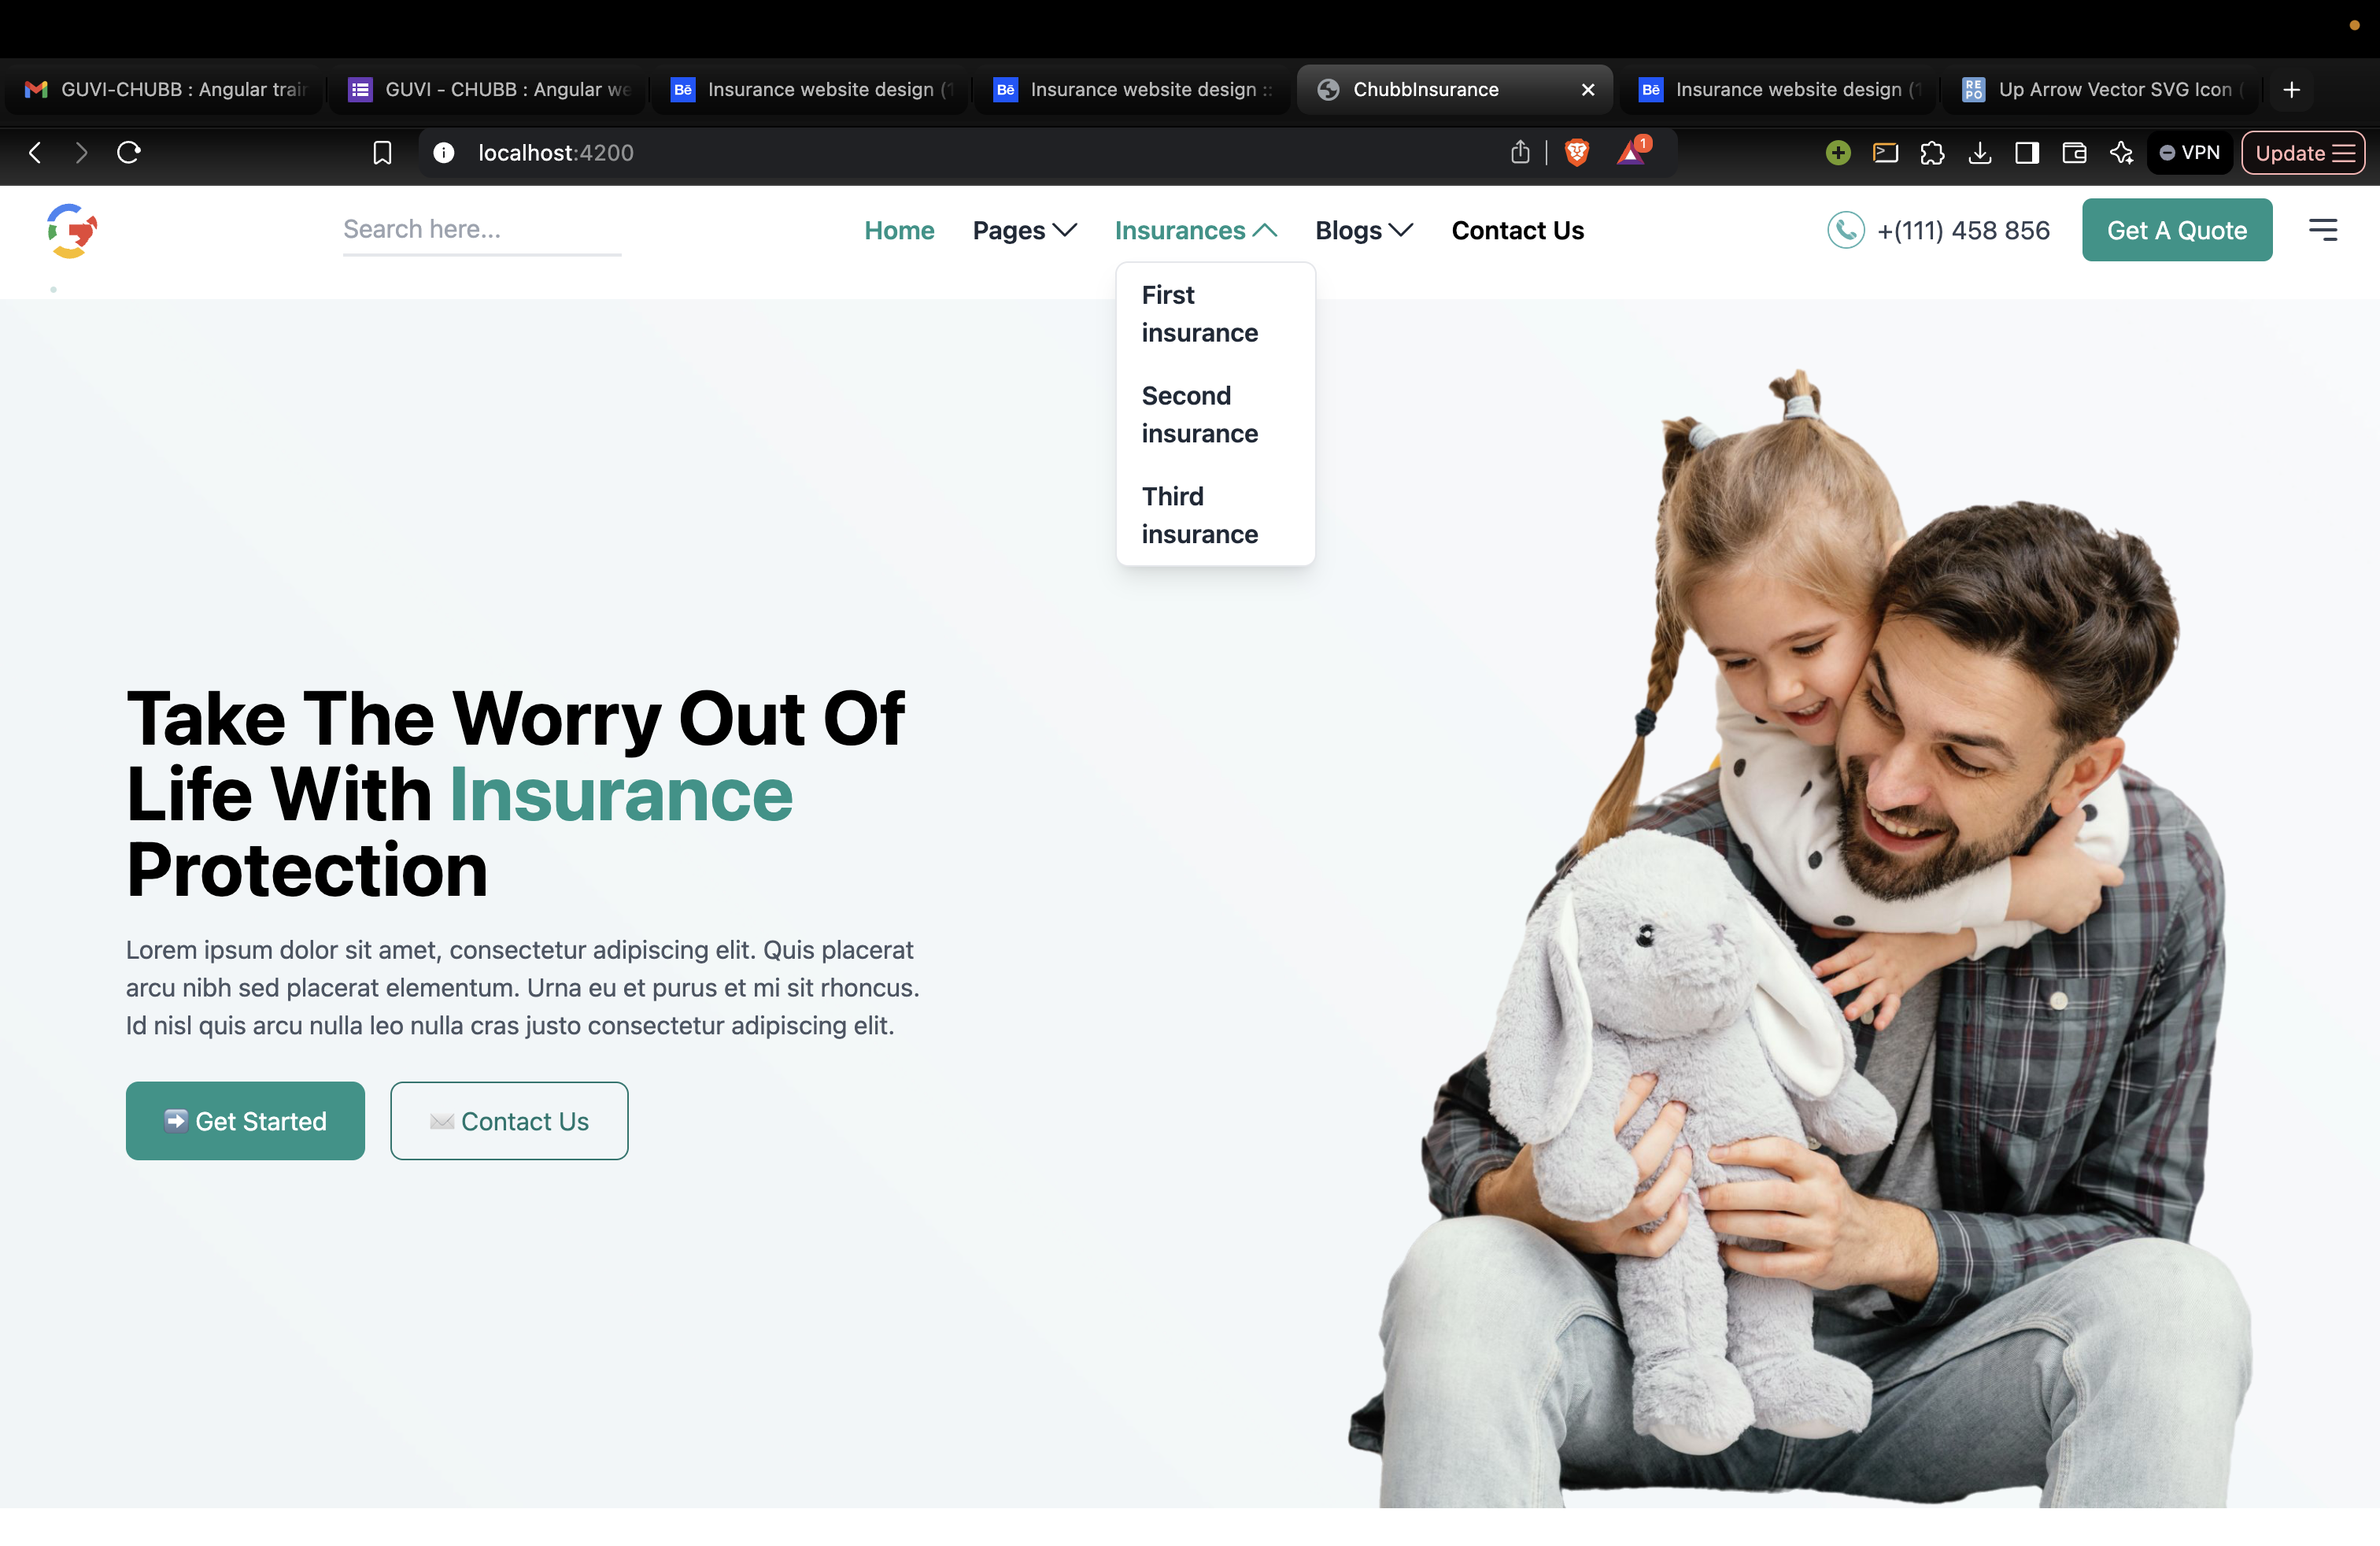 GUVI-CHUBB : Angular trai
GUVI - CHUBB : Angular we
Bē Insurance website design (
Bē Insurance website design ::
ChubbInsurance
Bē Insurance website design (
RE PO Up Arrow Vector SVG Icon (
localhost:4200
1
VPN
Update
Search here...
Home
Pages
Insurances
Blogs
Contact Us
+(111) 458 856
Get A Quote
First
insurance
Second
insurance
Third
insurance
Take The Worry Out Of
Life With Insurance
Protection
Lorem ipsum dolor sit amet, consectetur adipiscing elit. Quis placerat
arcu nibh sed placerat elementum. Urna eu et purus et mi sit rhoncus.
Id nisl quis arcu nulla leo nulla cras justo consectetur adipiscing elit.
Get Started
Contact Us